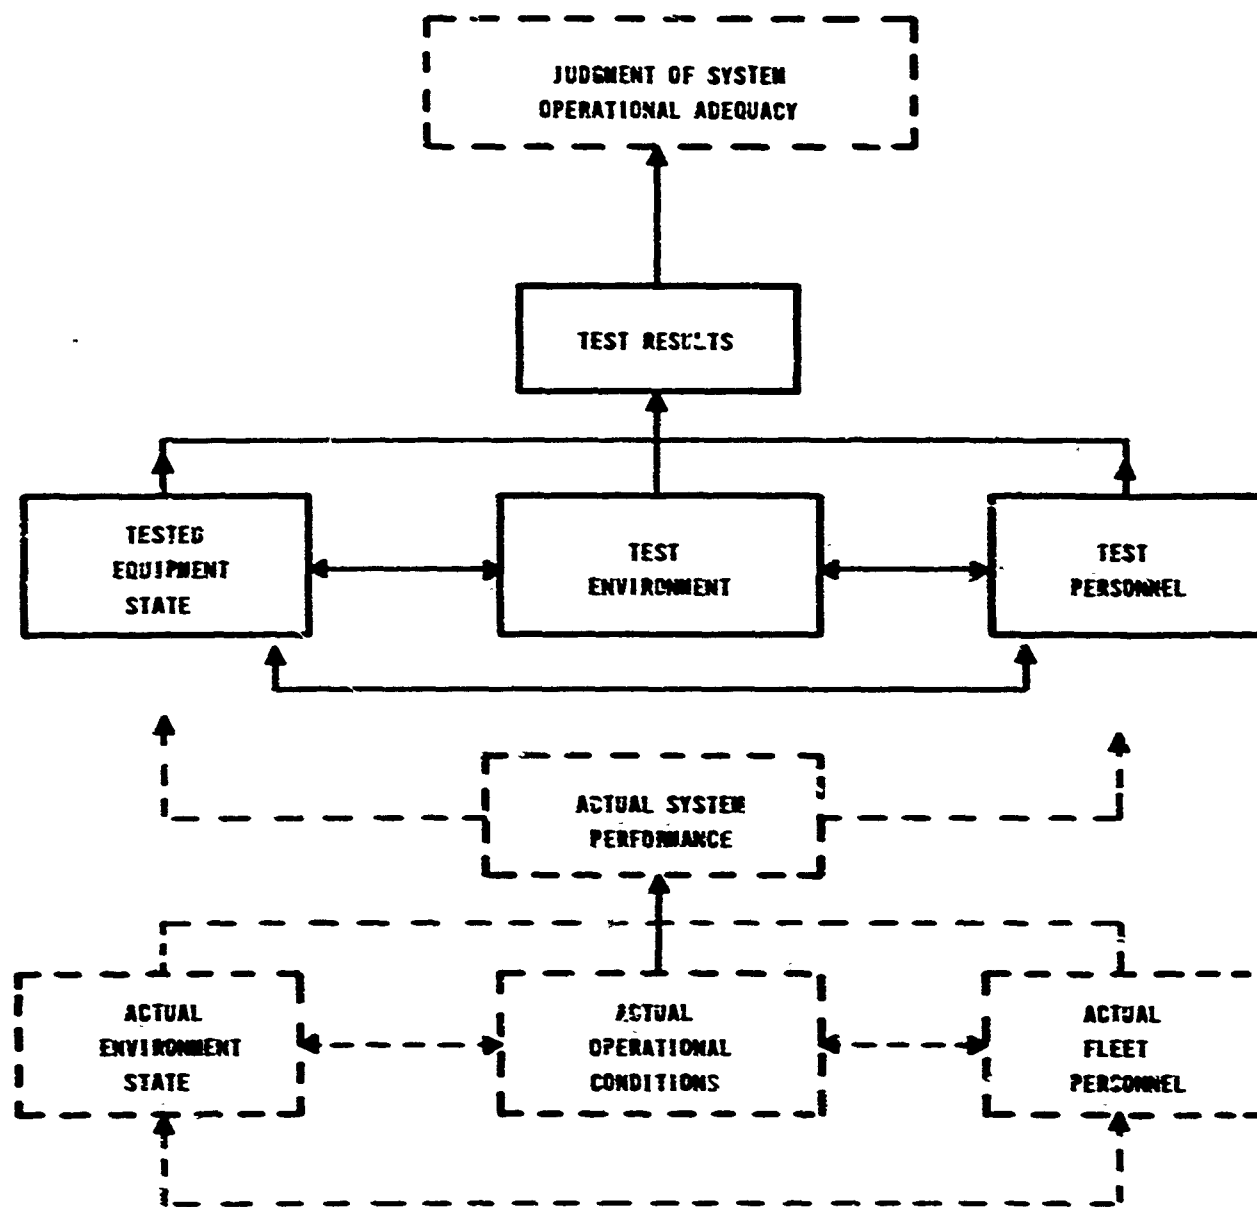 JUDGMENT OF SYSTEM
OPERATIONAL ADEQUACY
TEST RESULTS
TESTED
EQUIPMENT
STATE
TEST
ENVIRONMENT
TEST
PERSONNEL
ACTUAL SYSTEM
PERFORMANCE
ACTUAL
ENVIRONMENT
STATE
ACTUAL
OPERATIONAL
CONDITIONS
ACTUAL
FLEET
PERSONNEL